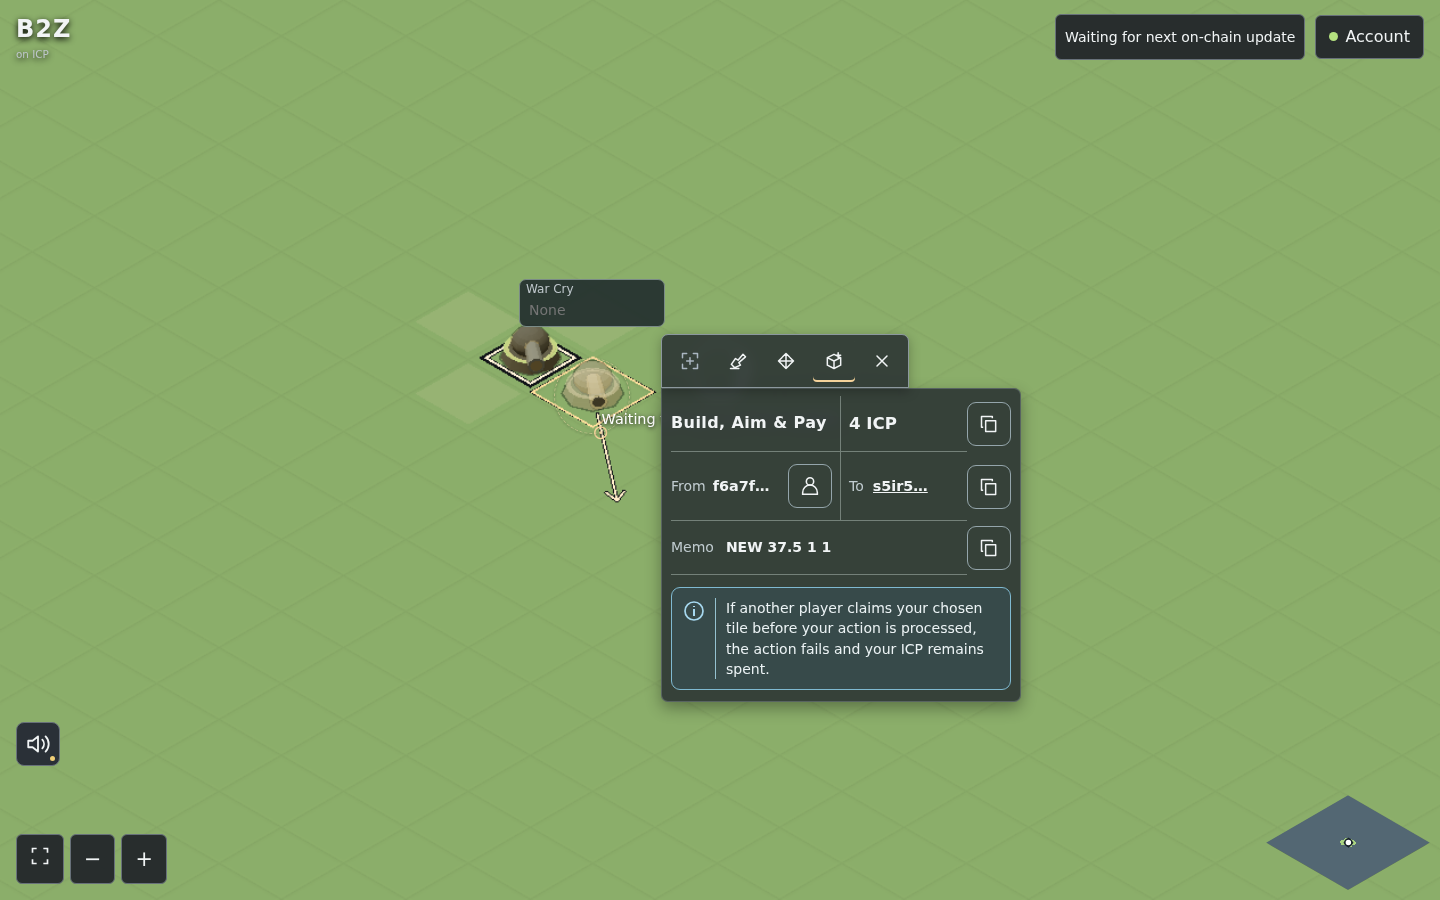 B2Z
on ICP
Waiting for next on-chain update
Account
War Cry
None
Waiting
Build, Aim & Pay
4 ICP
From f6a7f...
To s5ir5...
Memo NEW 37.5 1 1
If another player claims your chosen
tile before your action is processed,
the action fails and your ICP remains
spent.